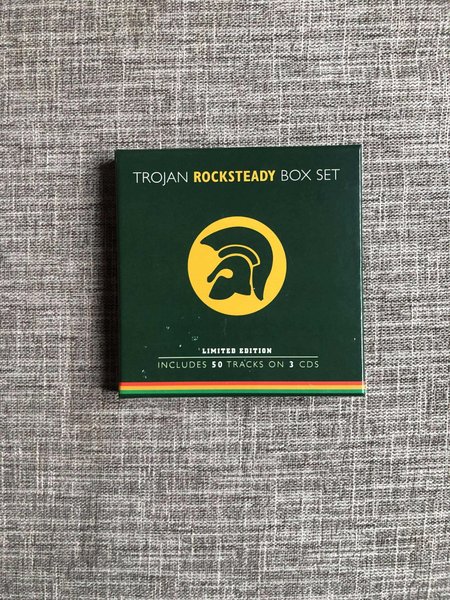 TROJAN ROCKSTEADY BOX SET
LIMITED EDITION
INCLUDES 50 TRACKS ON 3 CDS